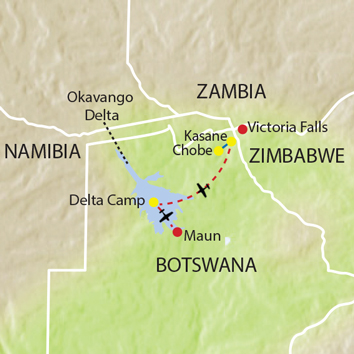 ZAMBIA
Okavango
Delta
Victoria Falls
Kasane
Chobe
NAMIBIA
ZIMBABWE
Delta Camp
Maun
BOTSWANA